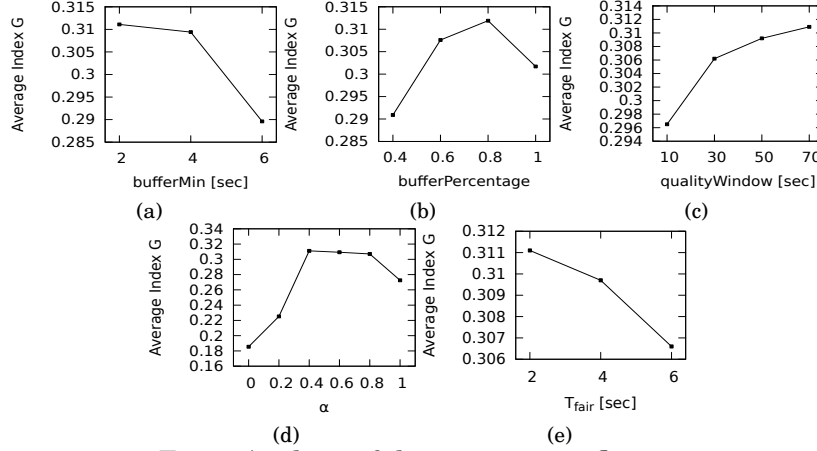 0.315
0.31
0.305
0.3
0.295
0.29
0.285
Average Index G
2 4 6
bufferMin [sec]
(a)
0.315
0.31
0.305
0.3
0.295
0.29
0.285
Average Index G
0.4 0.6 0.8 1
bufferPercentage
(b)
0.314
0.312
0.31
0.308
0.306
0.304
0.302
0.3
0.298
0.296
0.294
Average Index G
10 30 50 70
qualityWindow [sec]
(c)
0.34
0.32
0.3
0.28
0.26
0.24
0.22
0.2
0.18
0.16
Average Index G
0 0.2 0.4 0.6 0.8 1
α
(d)
0.312
0.311
0.31
0.309
0.308
0.307
0.306
Average Index G
2 4 6
T_fair [sec]
(e)